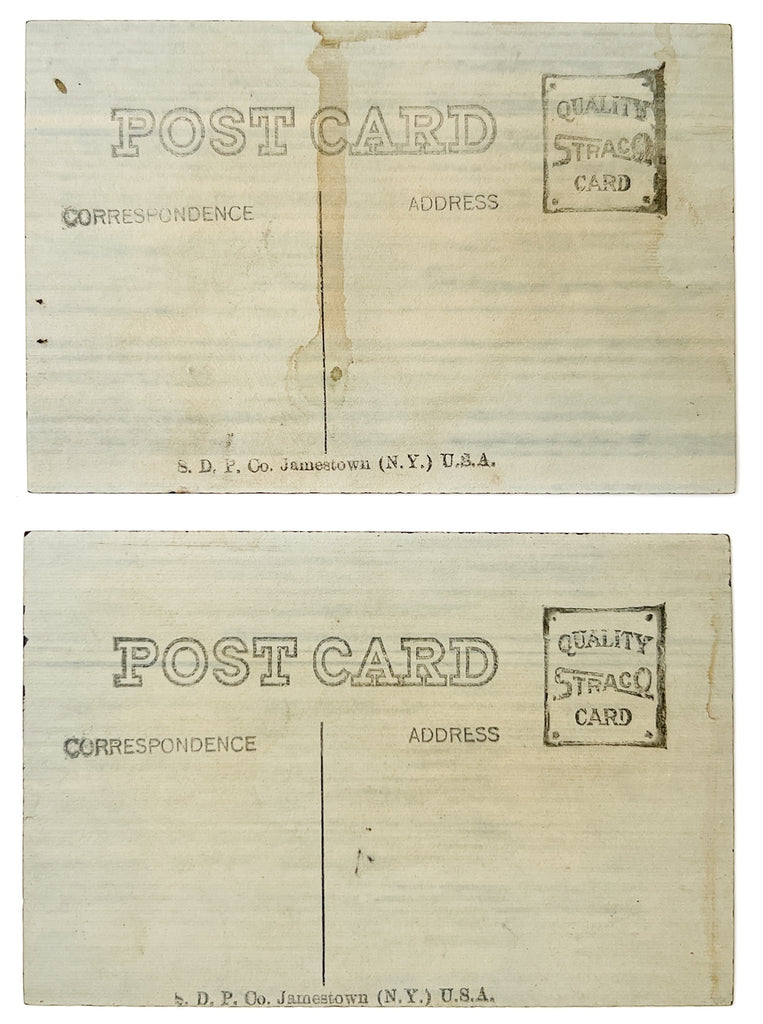 POST CARD
QUALITY
STRACO
CARD
CORRESPONDENCE
ADDRESS
S. D. P. Co. Jamestown (N.Y.) U.S.A.
POST CARD
QUALITY
STRACO
CARD
CORRESPONDENCE
ADDRESS
S. D. P. Co. Jamestown (N.Y.) U.S.A.